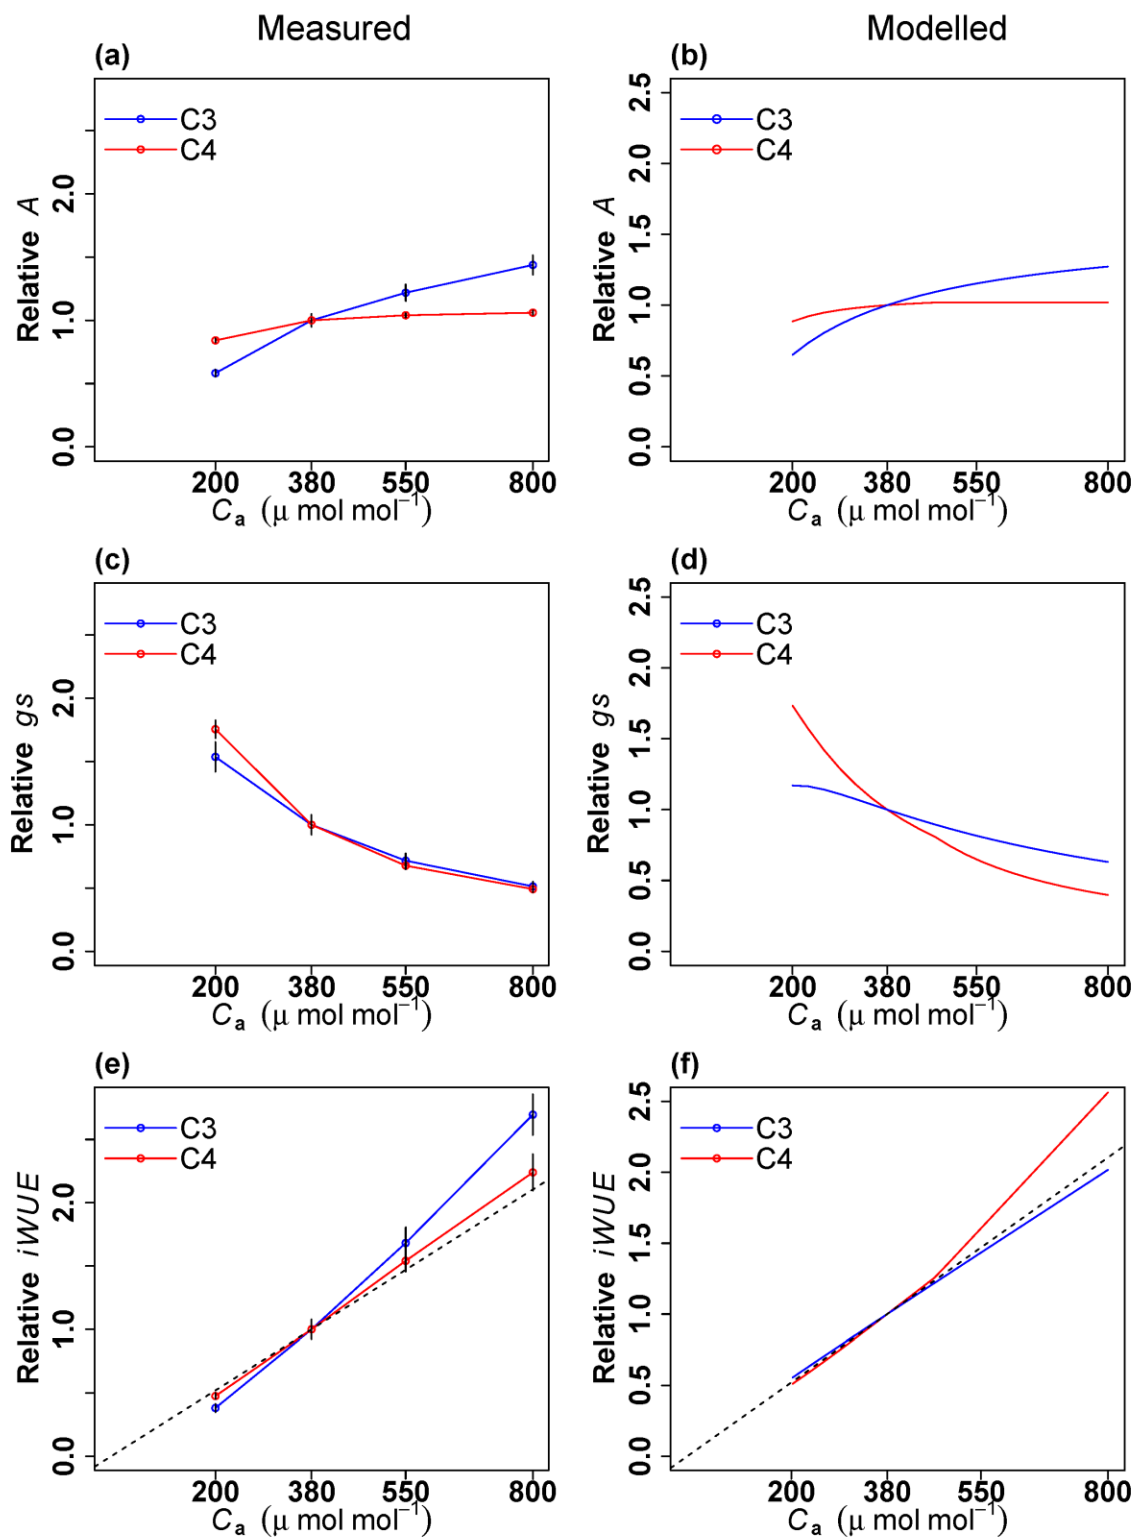 Measured
Modelled
(a)
C3
C4
Relative A
0.0 1.0 2.0
200 380 550 800
Ca (μ mol mol−1)
(b)
C3
C4
Relative A
0.0 0.5 1.0 1.5 2.0 2.5
200 380 550 800
Ca (μ mol mol−1)
(c)
C3
C4
Relative gs
0.0 1.0 2.0
200 380 550 800
Ca (μ mol mol−1)
(d)
C3
C4
Relative gs
0.0 0.5 1.0 1.5 2.0 2.5
200 380 550 800
Ca (μ mol mol−1)
(e)
C3
C4
Relative iWUE
0.0 1.0 2.0
200 380 550 800
Ca (μ mol mol−1)
(f)
C3
C4
Relative iWUE
0.0 0.5 1.0 1.5 2.0 2.5
200 380 550 800
Ca (μ mol mol−1)